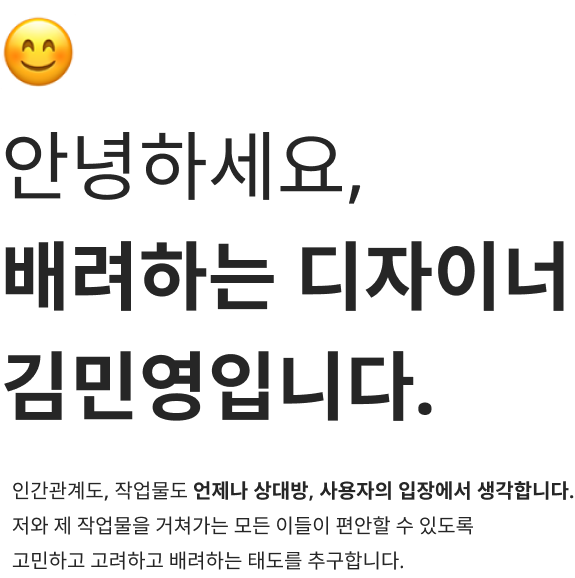 안녕하세요,
배려하는 디자이너
김민영입니다.
인간관계도, 작업물도 언제나 상대방, 사용자의 입장에서 생각합니다.
저와 제 작업물을 거쳐가는 모든 이들이 편안할 수 있도록
고민하고 고려하고 배려하는 태도를 추구합니다.